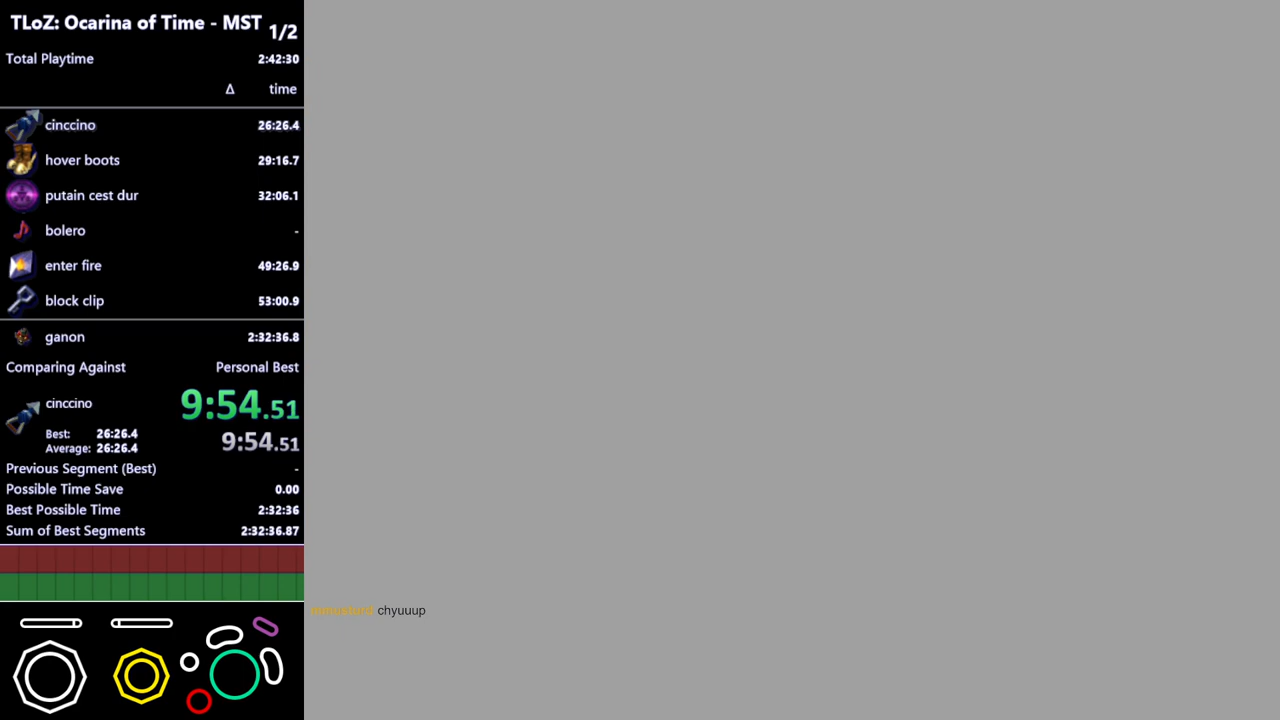 TLoZ: Ocarina of Time - MST 1/2
Total Playtime 2:42:30
Δ time
cinccino 26:26.4
hover boots 29:16.7
putain cest dur 32:06.1
bolero -
enter fire 49:26.9
block clip 53:00.9
ganon 2:32:36.8
Comparing Against Personal Best
cinccino 9:54.51
Best: 26:26.4 9:54.51
Average: 26:26.4
Previous Segment (Best) -
Possible Time Save 0.00
Best Possible Time 2:32:36
Sum of Best Segments 2:32:36.87
chyuuup